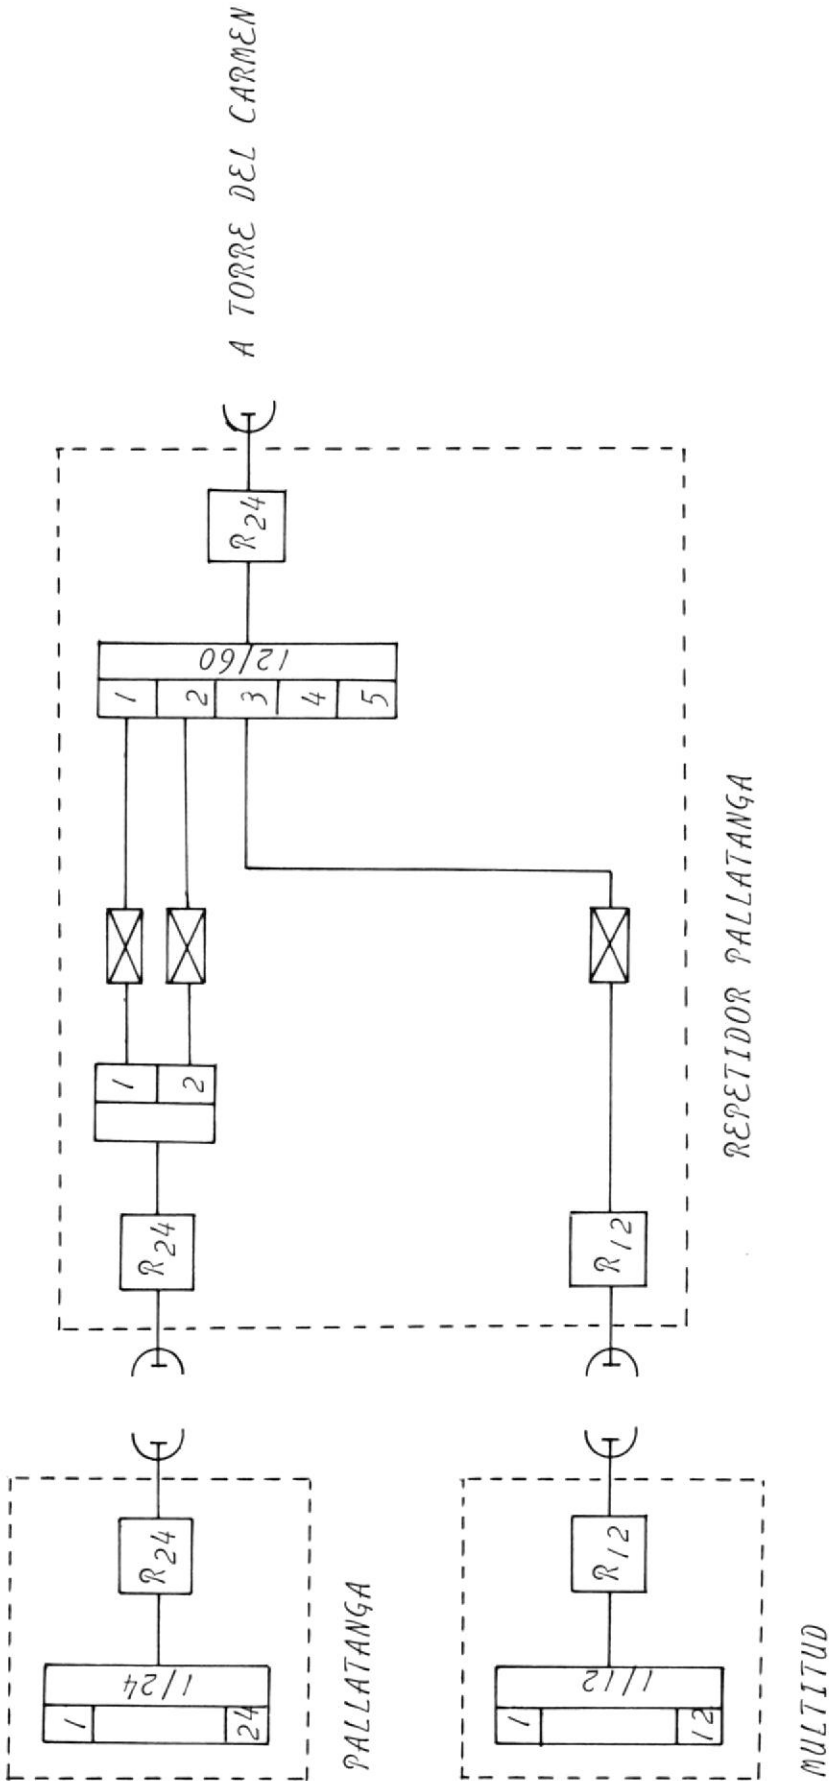 1/24
1
24
R24
PALLATANGA
1/12
1
12
R12
MULTITUD
R24
1
2
R12
12/60
1
2
3
4
5
R24
REPETIDOR PALLATANGA
A TORRE DEL CARMEN